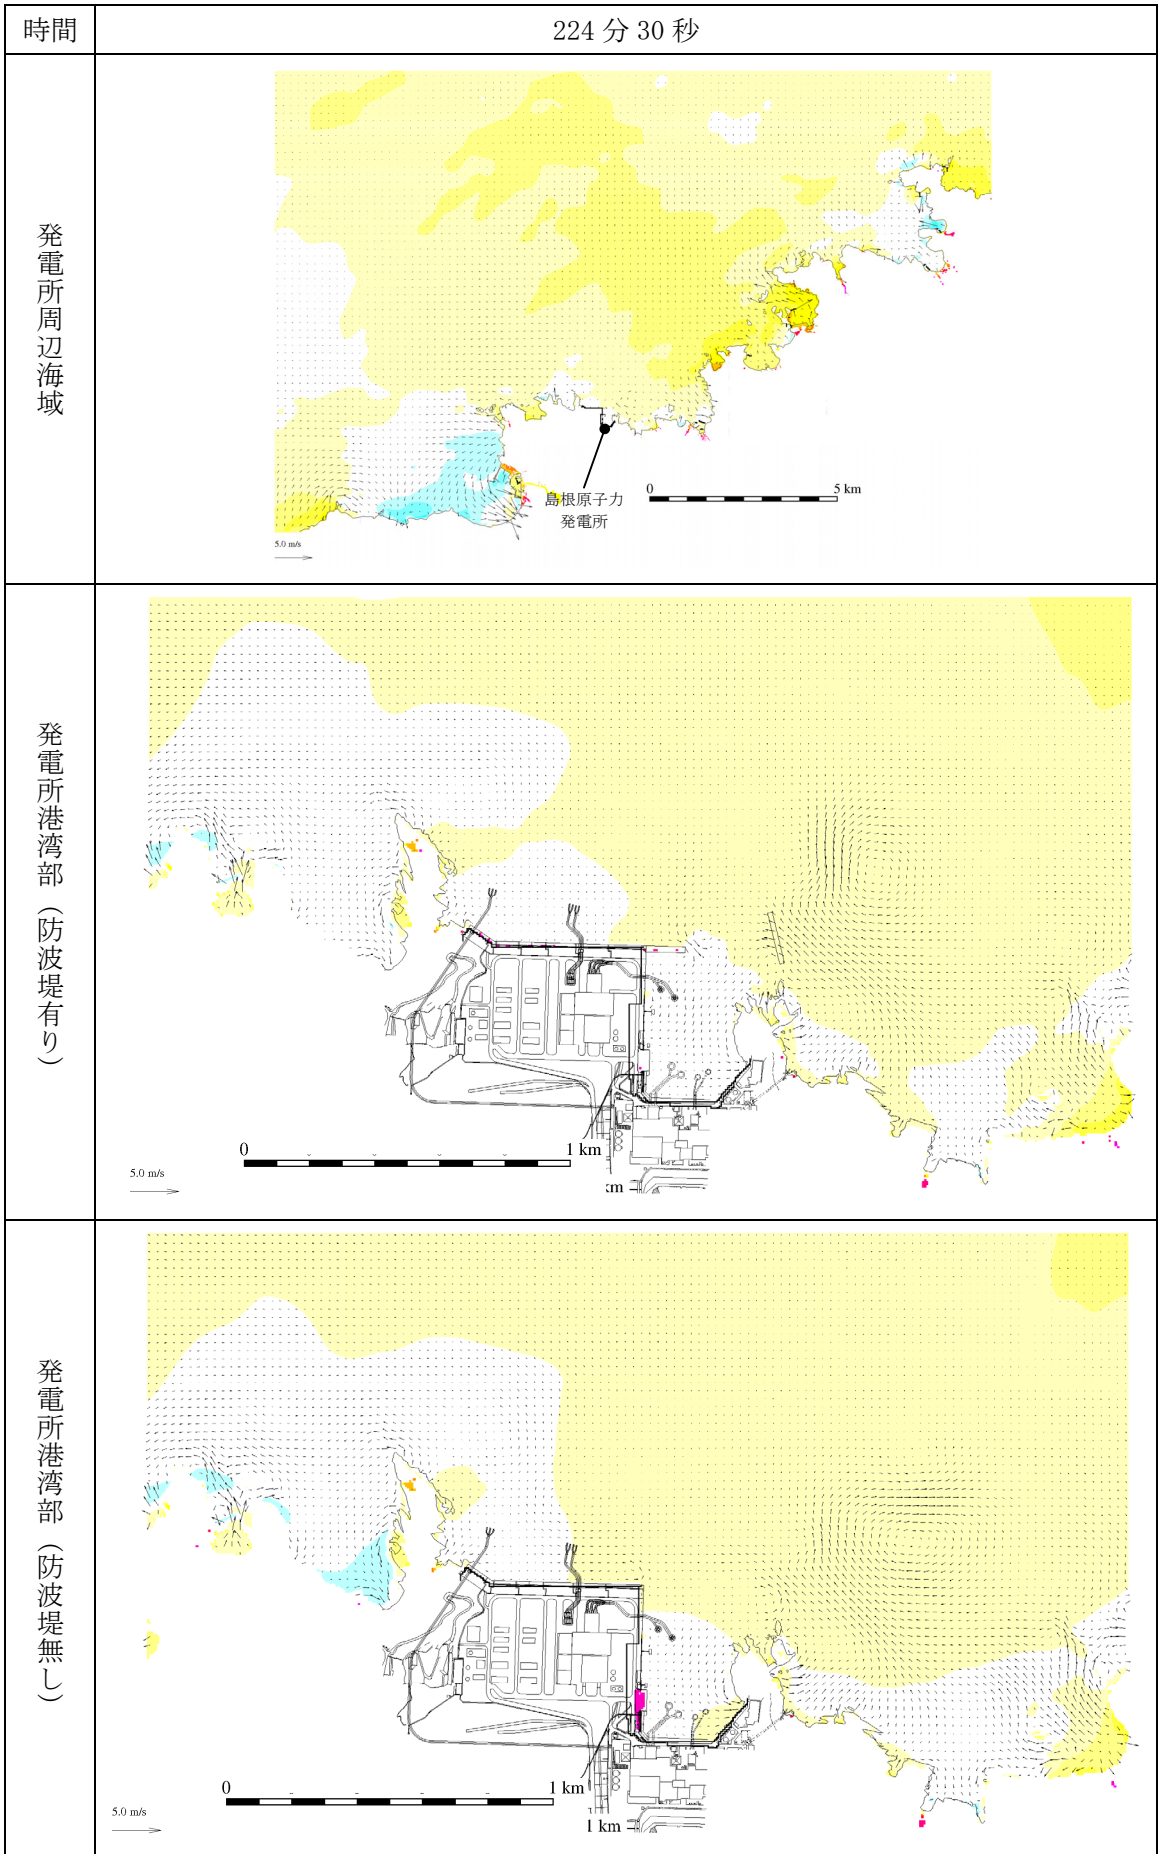 時間
224 分 30 秒
発電所周辺海域
島根原子力
発電所
0
5 km
5.0 m/s
発電所港湾部（防波堤有り）
0
1 km
5.0 m/s
km
発電所港湾部（防波堤無し）
0
1 km
5.0 m/s
1 km